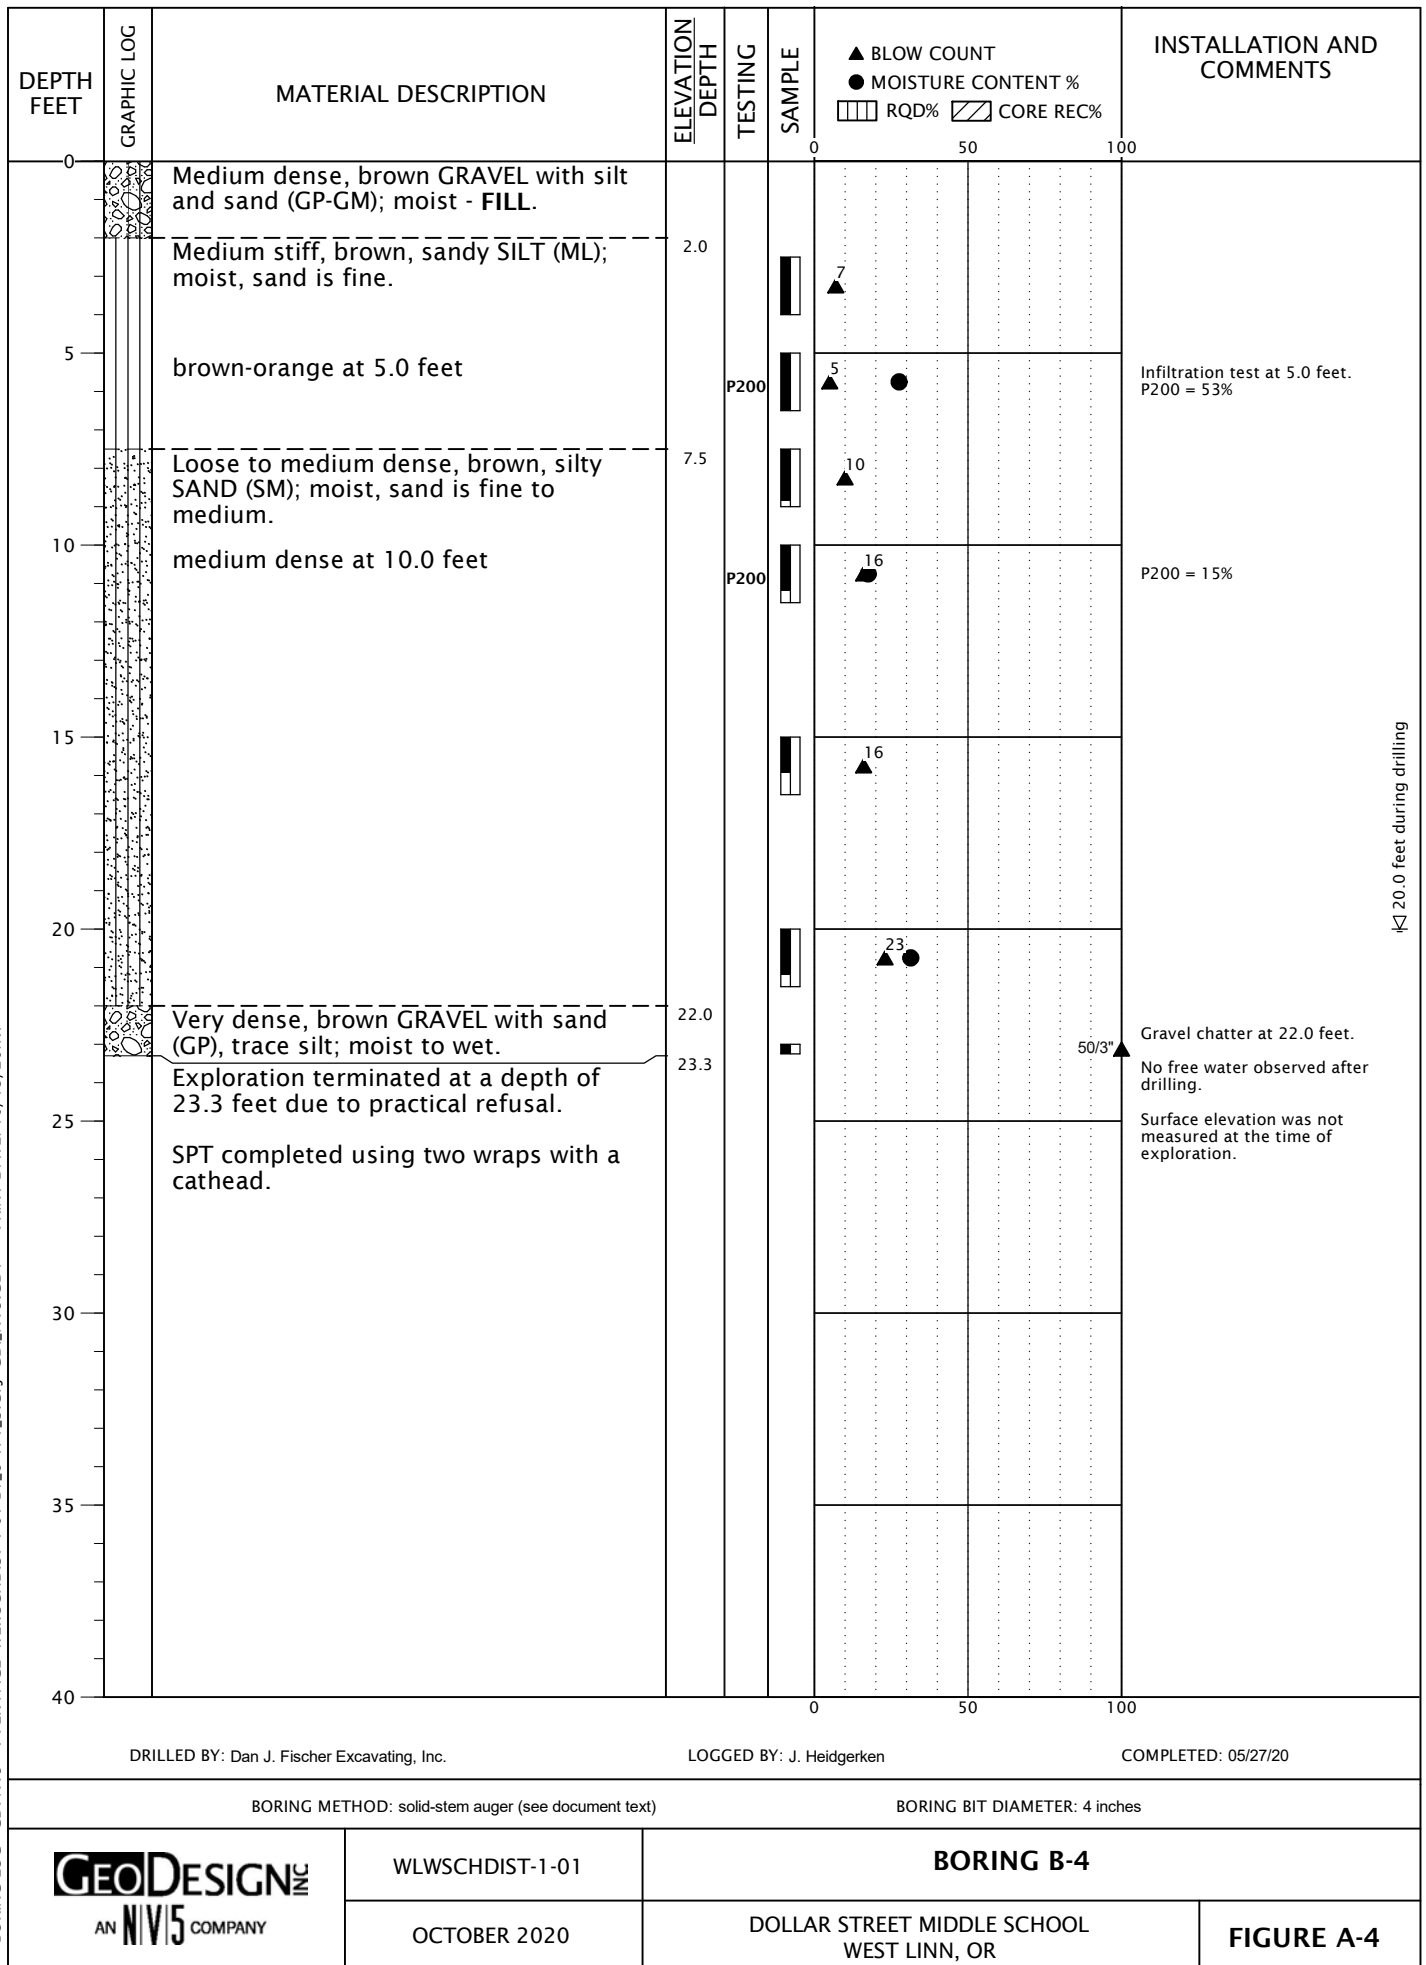 DEPTH
FEET
GRAPHIC LOG
MATERIAL DESCRIPTION
ELEVATION
DEPTH
TESTING
SAMPLE
▲ BLOW COUNT
● MOISTURE CONTENT %
RQD% CORE REC%
INSTALLATION AND
COMMENTS
0 50 100
0
Medium dense, brown GRAVEL with silt
and sand (GP-GM); moist - FILL.
2.0
Medium stiff, brown, sandy SILT (ML);
moist, sand is fine.
7
5
brown-orange at 5.0 feet
P200
5
Infiltration test at 5.0 feet.
P200 = 53%
7.5
Loose to medium dense, brown, silty
SAND (SM); moist, sand is fine to
medium.
10
10
medium dense at 10.0 feet
P200
16
P200 = 15%
15
16
20.0 feet during drilling
20
23
22.0
Very dense, brown GRAVEL with sand
(GP), trace silt; moist to wet.
50/3"
Gravel chatter at 22.0 feet.
23.3
No free water observed after
drilling.
Exploration terminated at a depth of
23.3 feet due to practical refusal.
25
Surface elevation was not
measured at the time of
exploration.
SPT completed using two wraps with a
cathead.
30
35
40
0 50 100
DRILLED BY: Dan J. Fischer Excavating, Inc.
LOGGED BY: J. Heidgerken
COMPLETED: 05/27/20
BORING METHOD: solid-stem auger (see document text)
BORING BIT DIAMETER: 4 inches
GEODESIGN INC
AN N|V|5 COMPANY
WLWSCHDIST-1-01
OCTOBER 2020
BORING B-4
DOLLAR STREET MIDDLE SCHOOL
WEST LINN, OR
FIGURE A-4